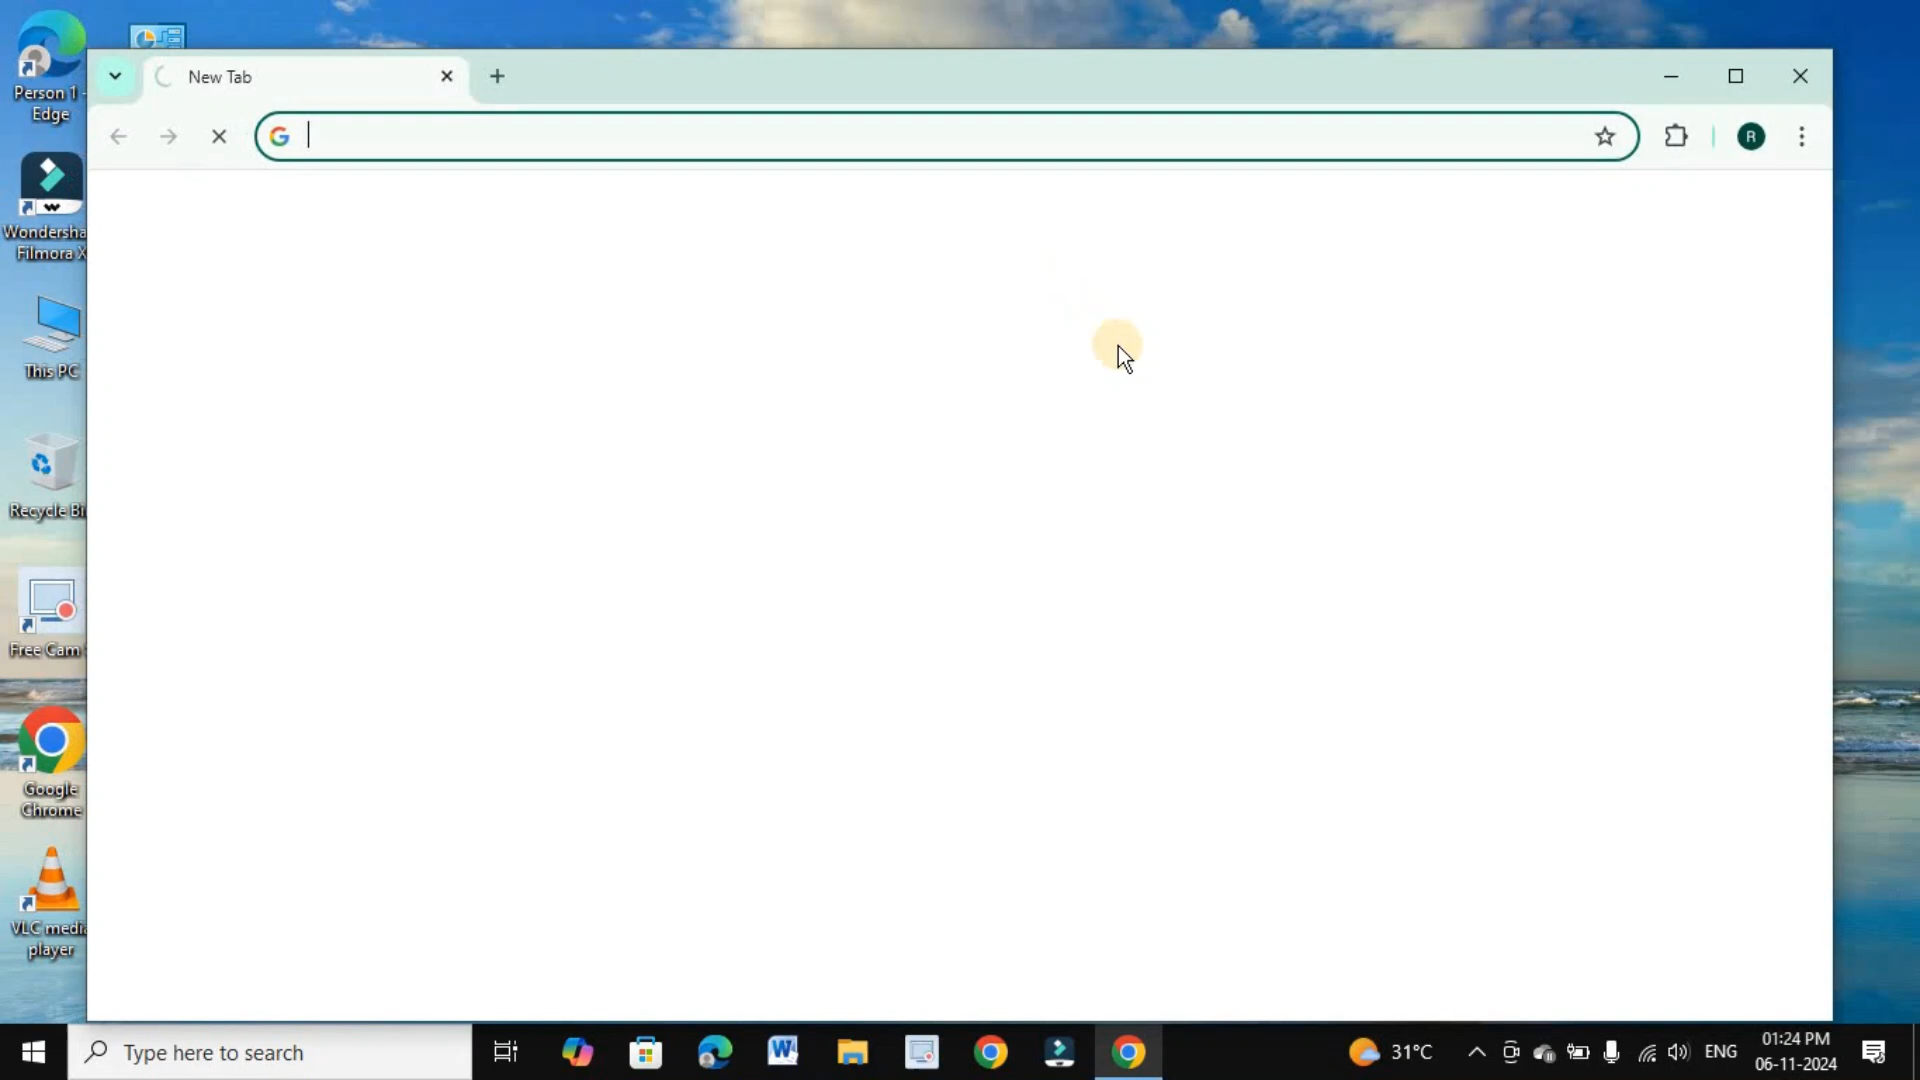 New Tab
R
Person 1 -
Edge
Wondersha
Filmora X
This PC
Recycle Bi
Free Cam
Google
Chrome
VLC medi
player
Type here to search
W
31°C
ENG
01:24 PM
06-11-2024